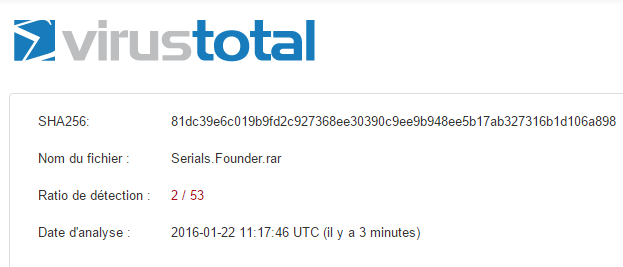 virustotal
SHA256: 81dc39e6c019b9fd2c927368ee30390c9ee9b948ee5b17ab327316b1d106a898
Nom du fichier : Serials.Founder.rar
Ratio de détection : 2 / 53
Date d'analyse : 2016-01-22 11:17:46 UTC (il y a 3 minutes)